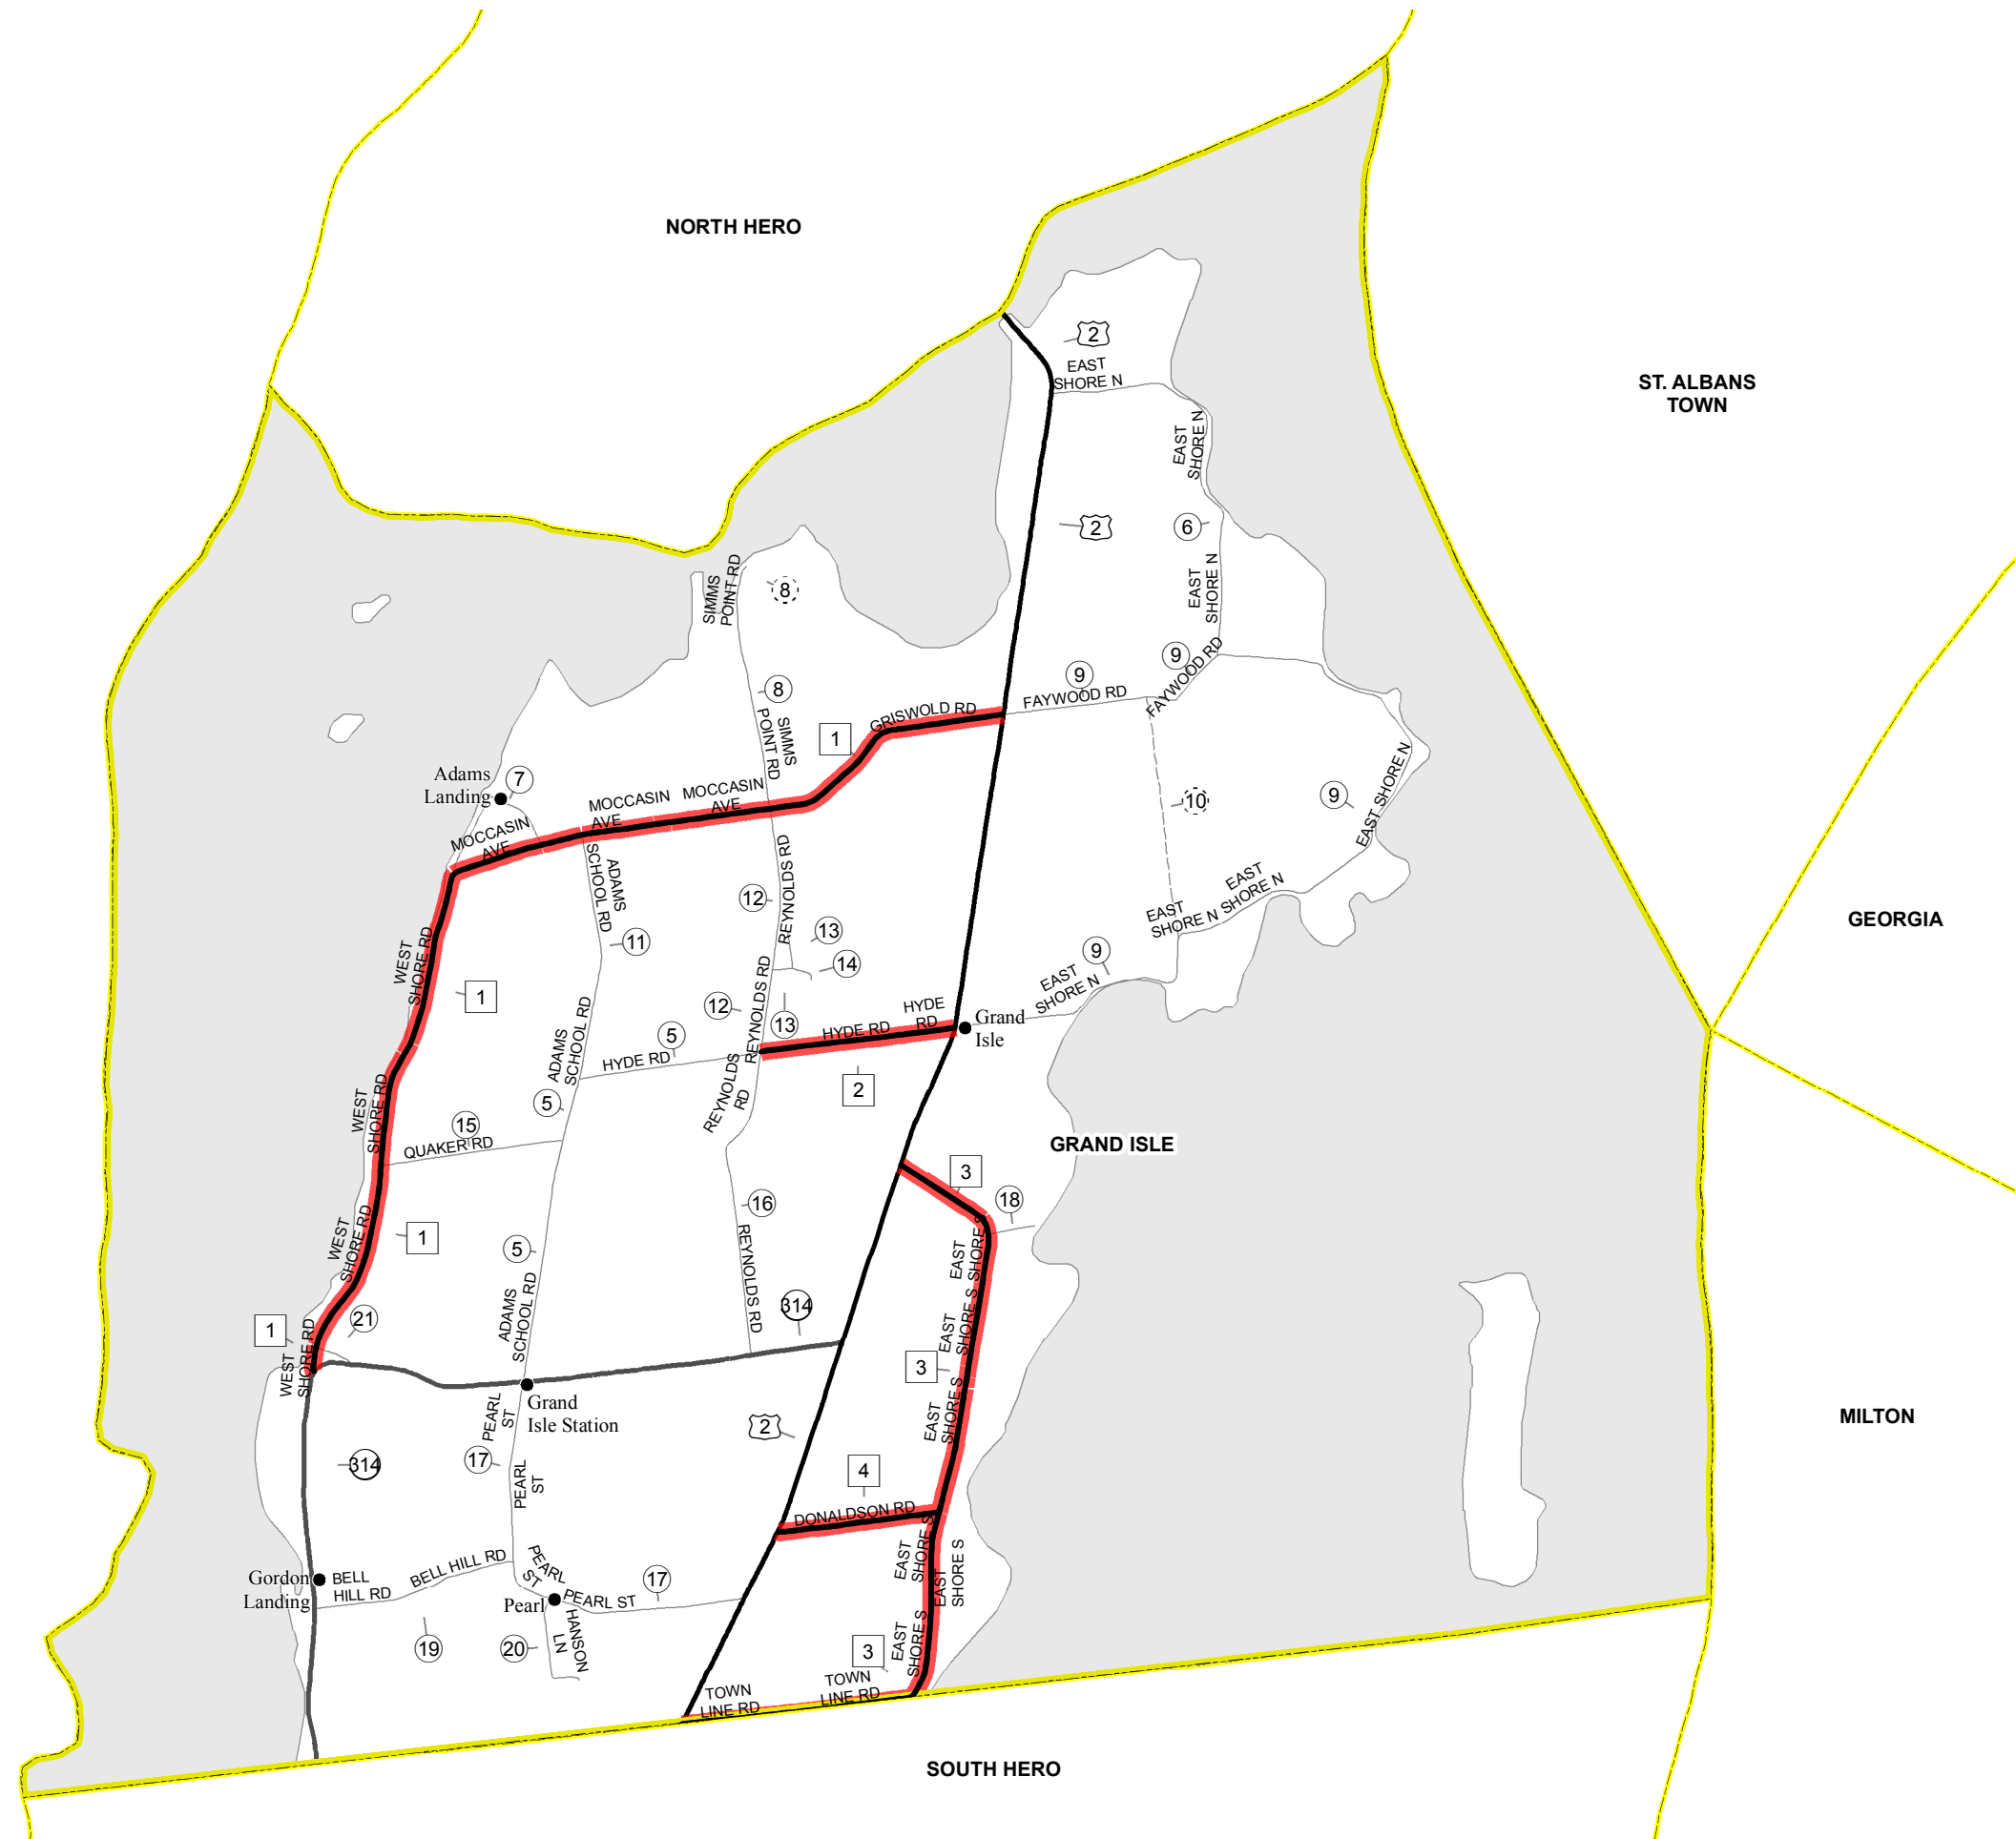 NORTH HERO
2
EAST
SHORE N
ST. ALBANS
TOWN
EAST
SHORE N
2
6
SIMMS
POINT RD
8
EAST
SHORE N
9
FAYWOOD RD
9
FAYWOOD RD
8
SIMMS
POINT RD
GRISWOLD RD
1
Adams
Landing
7
MOCCASIN
AVE
MOCCASIN
AVE
MOCCASIN
AVE
10
9
EAST SHORE N
ADAMS
SCHOOL RD
REYNOLDS RD
12
EAST
SHORE N
EAST
SHORE N
GEORGIA
13
11
14
WEST
SHORE RD
1
9
EAST
SHORE N
REYNOLDS RD
12
13
HYDE
RD
HYDE RD
Grand
Isle
ADAMS
SCHOOL RD
5
HYDE RD
2
REYNOLDS
RD
5
WEST
SHORE RD
15
QUAKER RD
GRAND ISLE
3
18
16
WEST
SHORE RD
1
5
REYNOLDS RD
EAST
SHORE S
314
ADAMS
SCHOOL RD
EAST
SHORE S
1
21
WEST
SHORE RD
3
Grand
Isle Station
PEARL
ST
EAST
SHORE S
2
MILTON
314
17
PEARL
ST
4
DONALDSON RD
EAST
SHORE S
EAST
SHORE S
Gordon
Landing
BELL
HILL RD
BELL HILL RD
PEARL
ST
Pearl
PEARL ST
17
19
20
HANSON
LN
3
EAST
SHORE S
TOWN
LINE RD
TOWN
LINE RD
SOUTH HERO